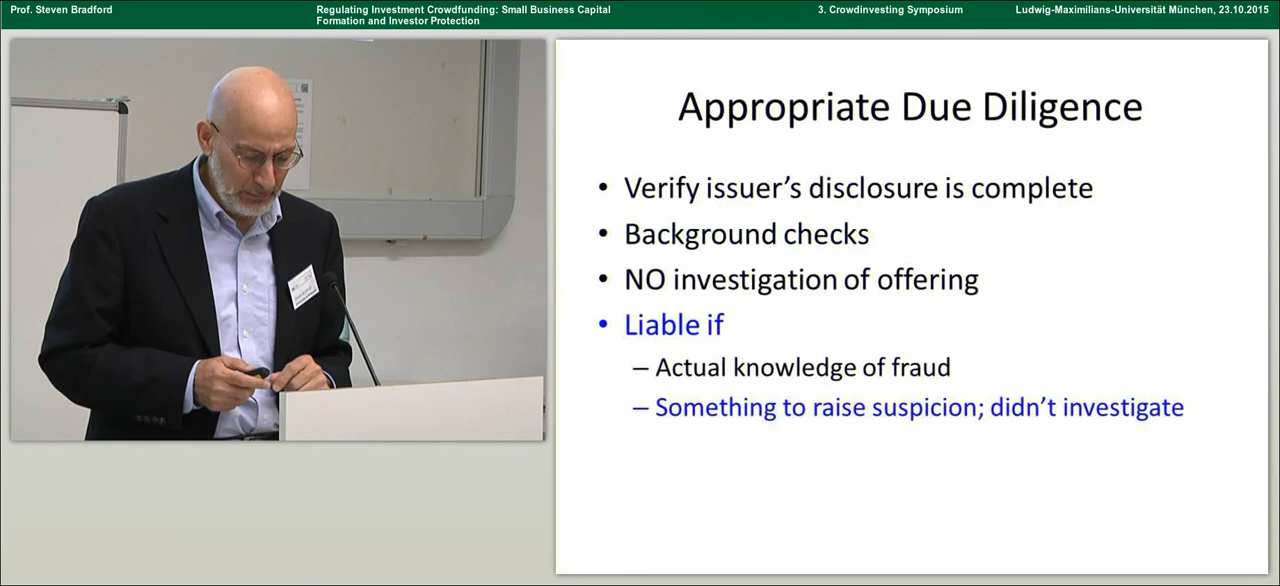 Prof. Steven Bradford
Regulating Investment Crowdfunding: Small Business Capital
Formation and Investor Protection
3. Crowdinvesting Symposium
Ludwig-Maximilians-Universität München, 23.10.2015
Appropriate Due Diligence
• Verify issuer’s disclosure is complete
• Background checks
• NO investigation of offering
• Liable if
– Actual knowledge of fraud
– Something to raise suspicion; didn’t investigate